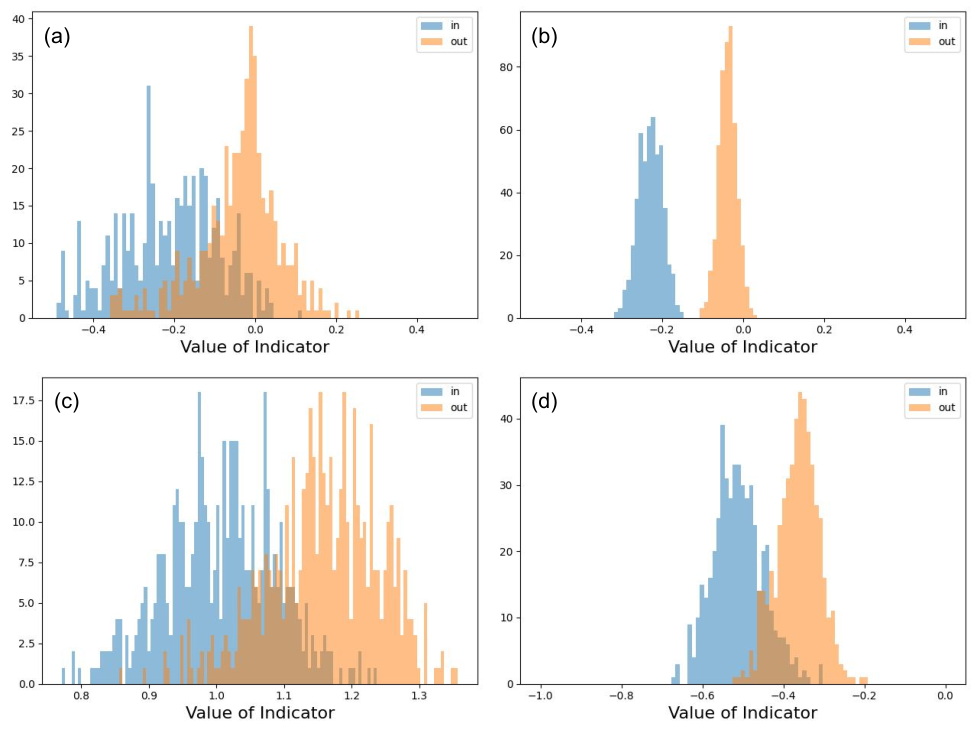 (a)
in
out
40
35
30
25
20
15
10
5
0
−0.4 −0.2 0.0 0.2 0.4
Value of Indicator
(b)
in
out
80
60
40
20
0
−0.4 −0.2 0.0 0.2 0.4
Value of Indicator
(c)
in
out
17.5
15.0
12.5
10.0
7.5
5.0
2.5
0.0
0.8 0.9 1.0 1.1 1.2 1.3
Value of Indicator
(d)
in
out
40
30
20
10
0
−1.0 −0.8 −0.6 −0.4 −0.2 0.0
Value of Indicator